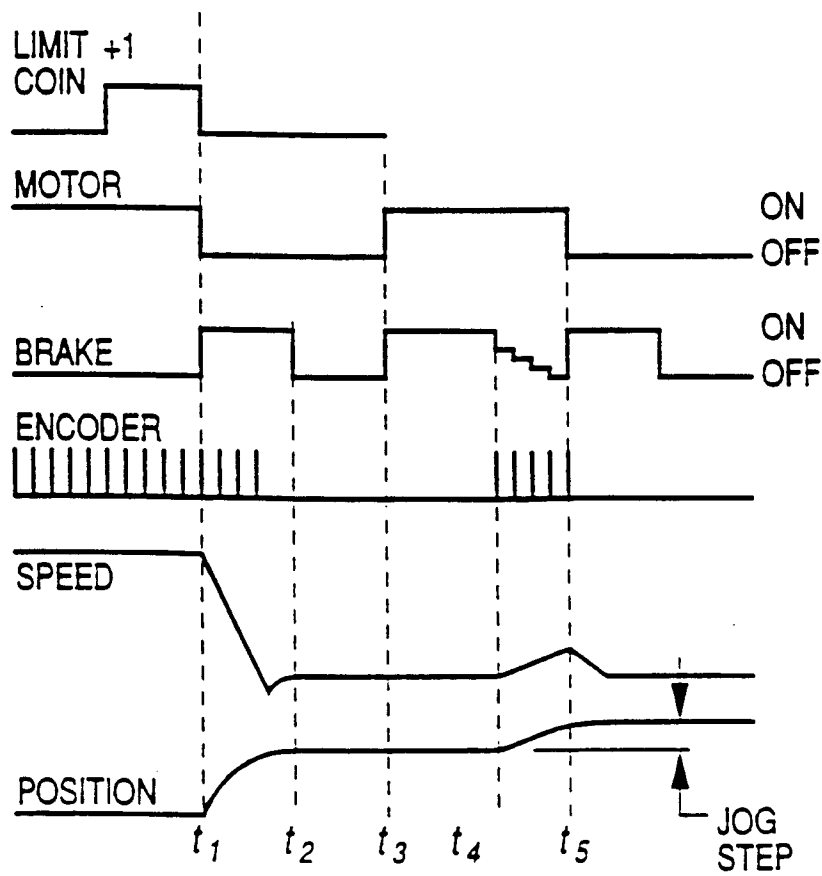 LIMIT +1
COIN
MOTOR
ON
OFF
BRAKE
ON
OFF
ENCODER
SPEED
POSITION
t1 t2 t3 t4 t5
JOG
STEP